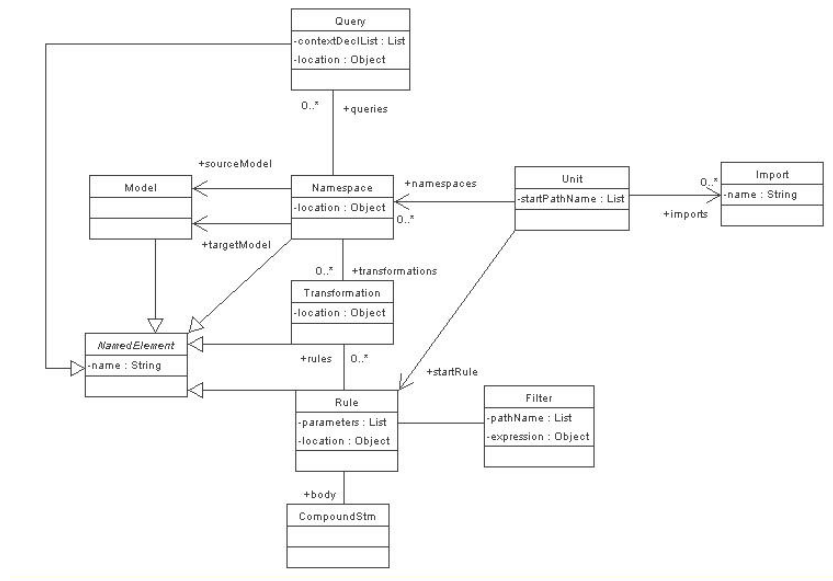 Query
-contextDeclList : List
-location : Object
0..*
+queries
+sourceModel
Model
Namespace
-location : Object
+namespaces
0..*
Unit
-startPathName : List
0..*
Import
-name : String
+imports
+targetModel
0..*
+transformations
Transformation
-location : Object
NamedElement
-name : String
+rules
0..*
+startRule
Rule
-parameters : List
-location : Object
Filter
-pathName : List
-expression : Object
+body
CompoundStm